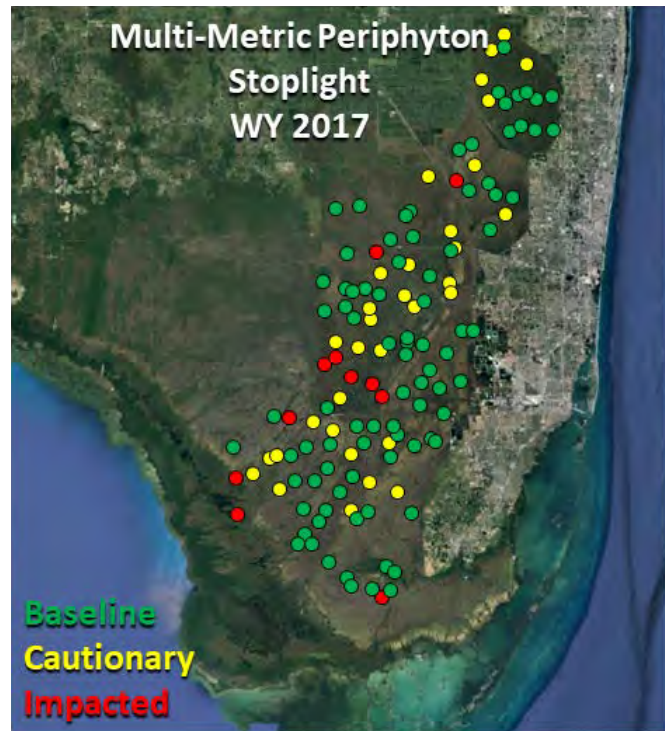 Multi-Metric Periphyton
Stoplight
WY 2017
Baseline
Cautionary
Impacted